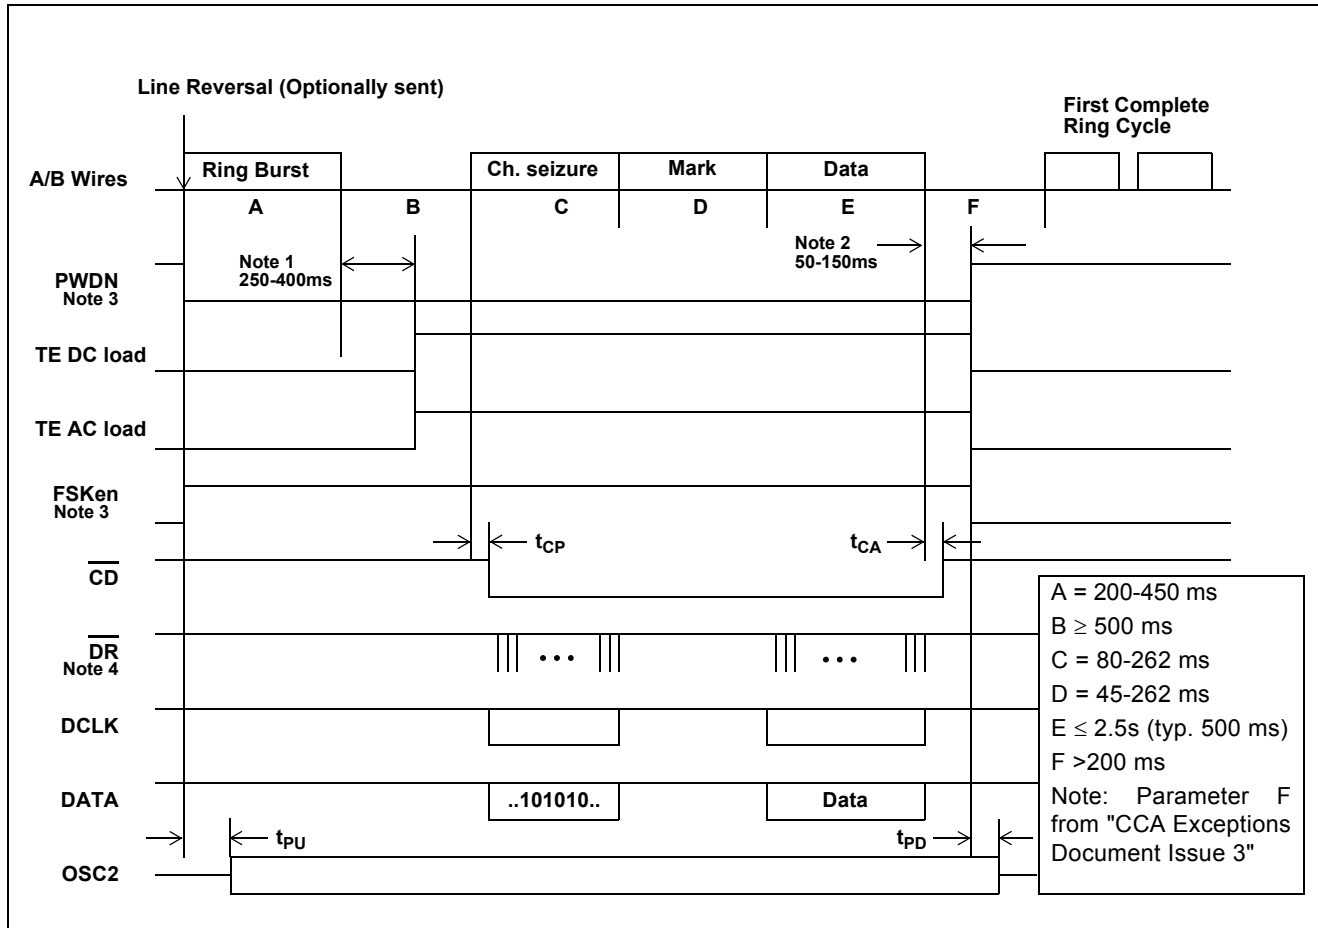 Line Reversal (Optionally sent)
First Complete
Ring Cycle
A/B Wires
Ring Burst
Ch. seizure
Mark
Data
A
B
C
D
E
F
Note 1
250-400ms
Note 2
50-150ms
PWDN
Note 3
TE DC load
TE AC load
FSKen
Note 3
tCP
tCA
CD
DR
Note 4
• • •
• • •
DCLK
DATA
..101010..
Data
tPU
tPD
OSC2
A = 200-450 ms
B ≥ 500 ms
C = 80-262 ms
D = 45-262 ms
E ≤ 2.5s (typ. 500 ms)
F >200 ms
Note: Parameter F
from "CCA Exceptions
Document Issue 3"